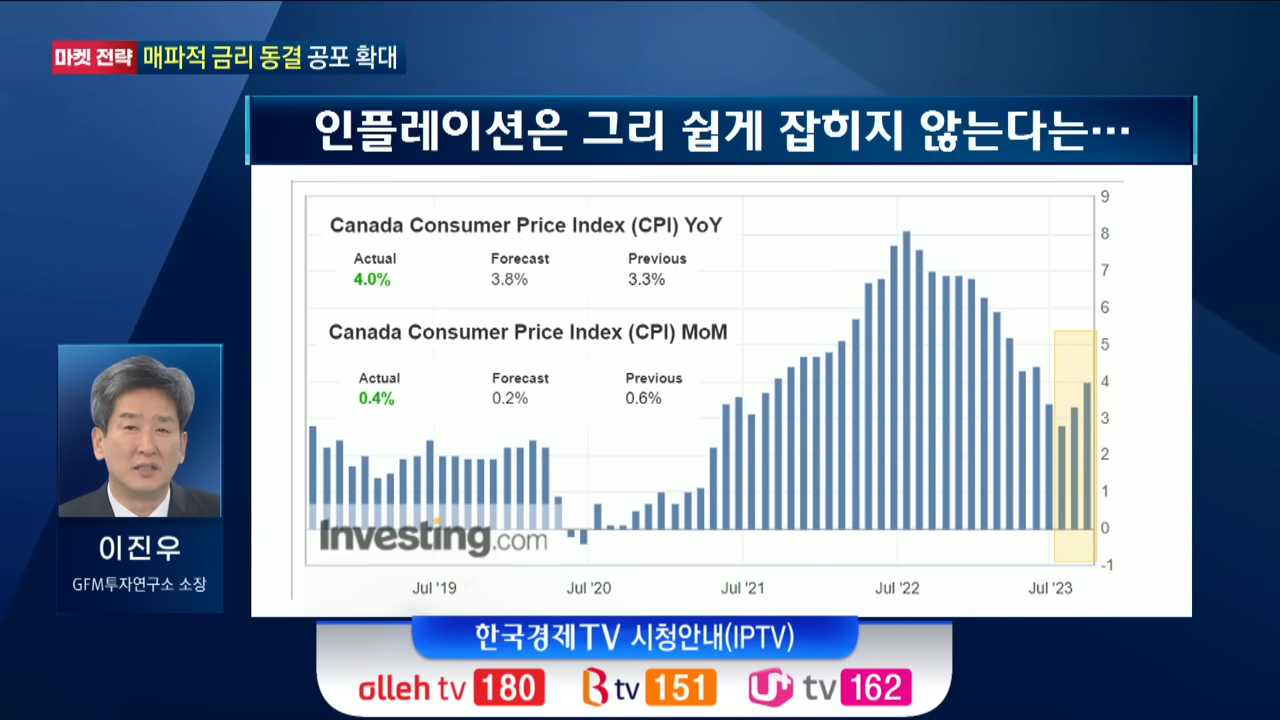 마켓 전략 매파적 금리 동결 공포 확대
인플레이션은 그리 쉽게 잡히지 않는다는…
Canada Consumer Price Index (CPI) YoY
Actual Forecast Previous
4.0% 3.8% 3.3%
Canada Consumer Price Index (CPI) MoM
Actual Forecast Previous
0.4% 0.2% 0.6%
9
8
7
6
5
4
3
2
1
0
-1
Investing.com
Jul '19 Jul '20 Jul '21 Jul '22 Jul '23
이진우
GFM투자연구소 소장
한국경제TV 시청안내(IPTV)
olleh tv 180 B tv 151 U+ tv 162